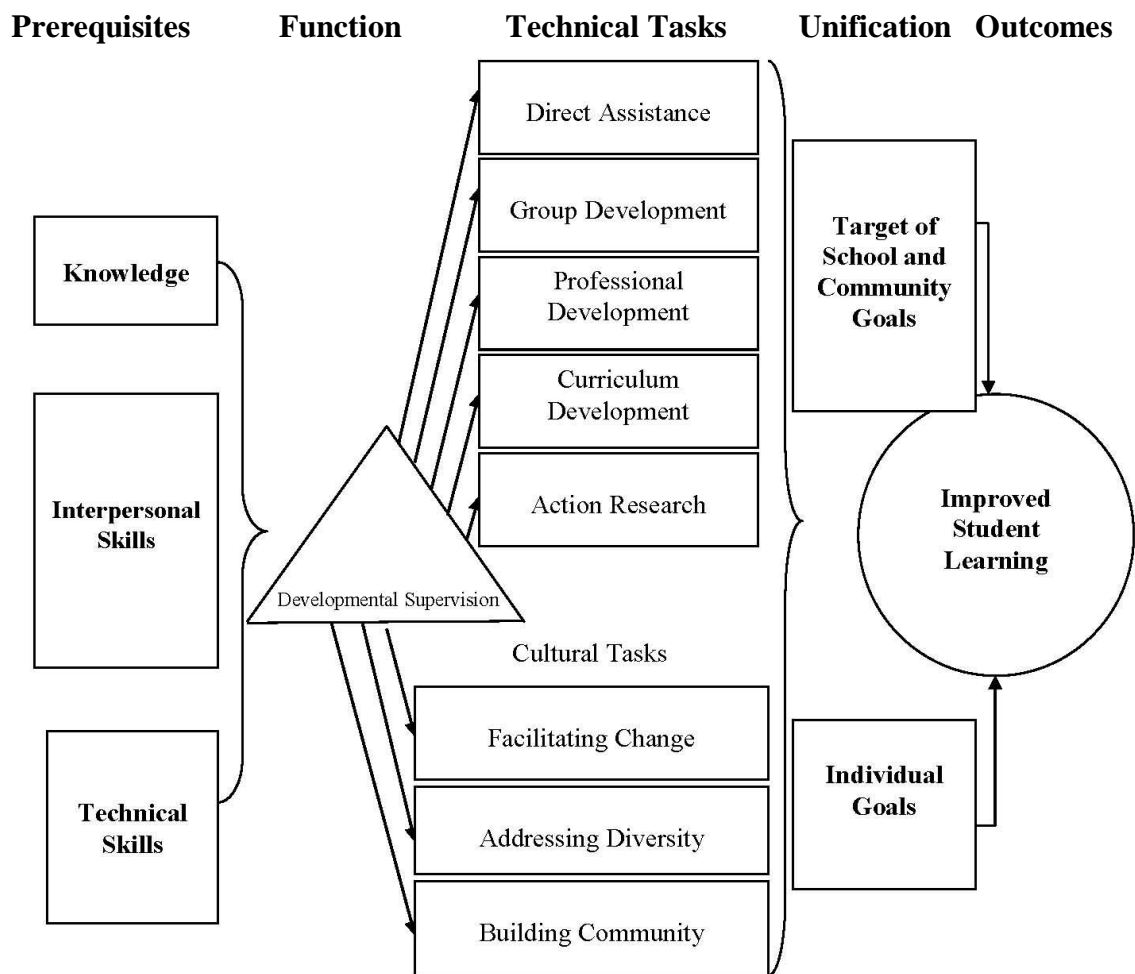 Prerequisites Function Technical Tasks Unification Outcomes
Knowledge
Interpersonal
Skills
Technical
Skills
Developmental Supervision
Direct Assistance
Group Development
Professional
Development
Curriculum
Development
Action Research
Cultural Tasks
Facilitating Change
Addressing Diversity
Building Community
Target of
School and
Community
Goals
Individual
Goals
Improved
Student
Learning